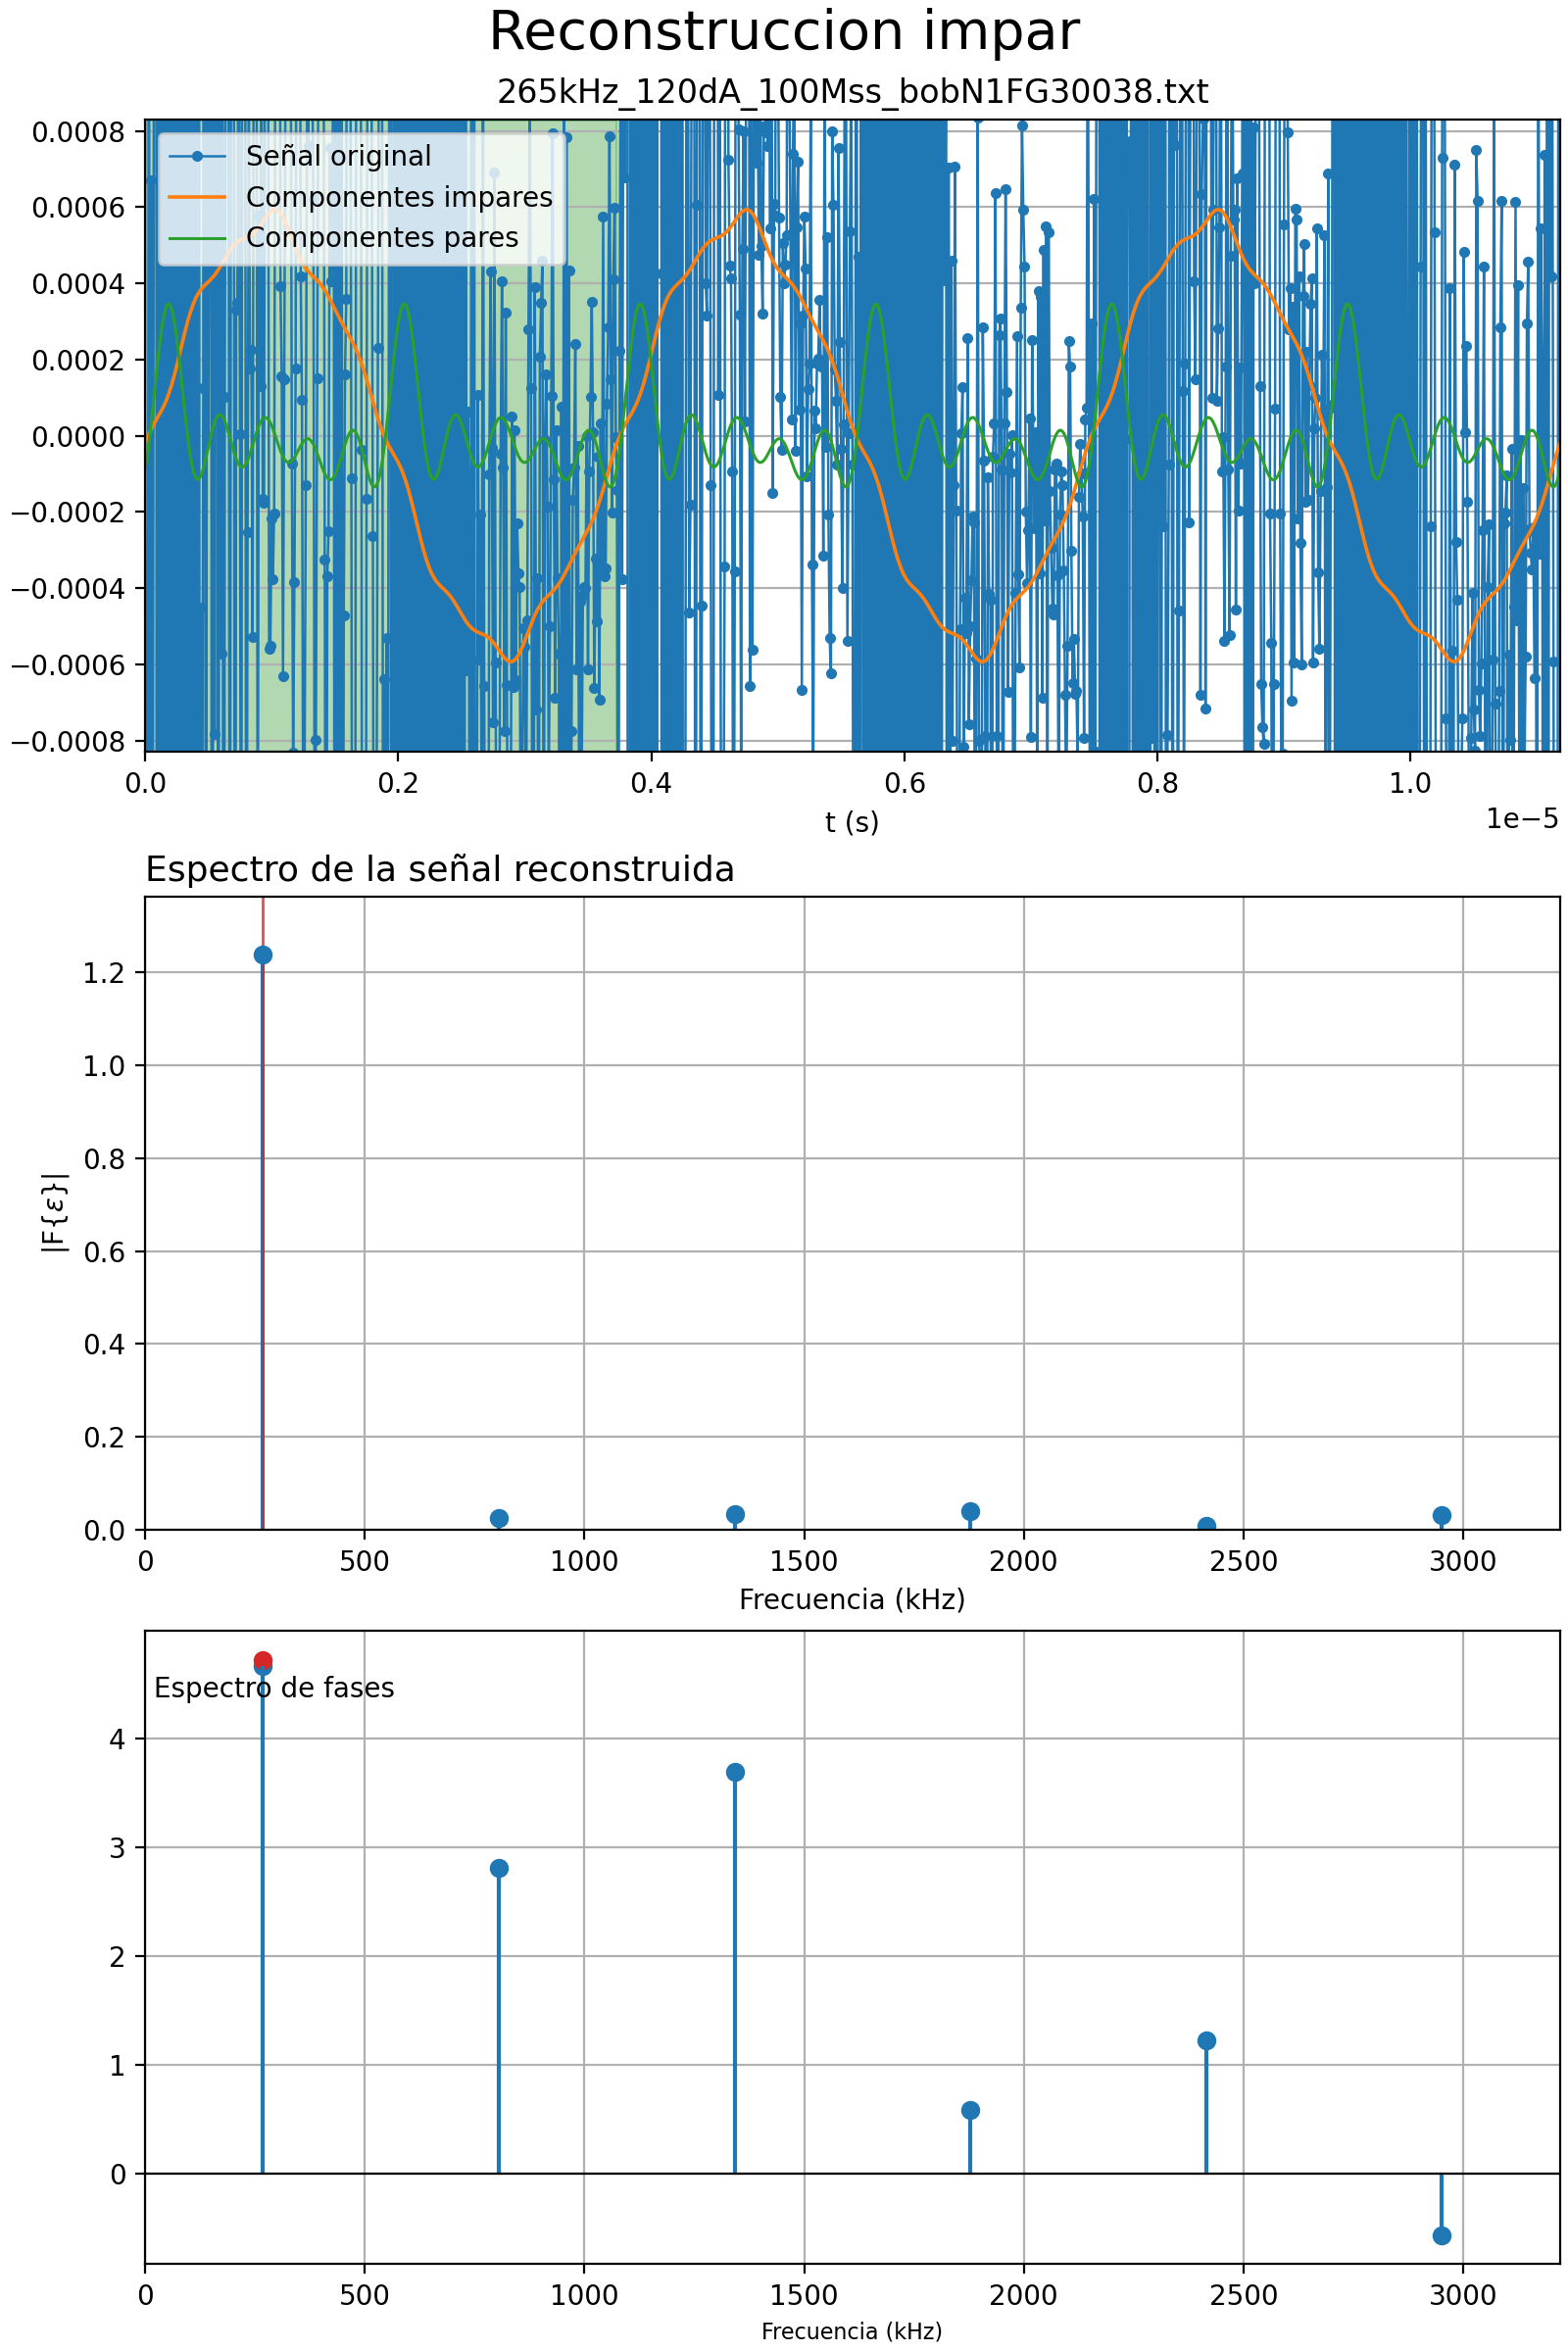 Reconstruccion impar
265kHz_120dA_100Mss_bobN1FG30038.txt
Señal original
Componentes impares
Componentes pares
0.0008
0.0006
0.0004
0.0002
0.0000
−0.0002
−0.0004
−0.0006
−0.0008
0.0 0.2 0.4 0.6 0.8 1.0
1e−5
t (s)
Espectro de la señal reconstruida
1.2
1.0
0.8
0.6
0.4
0.2
0.0
|F{ε}|
0 500 1000 1500 2000 2500 3000
Frecuencia (kHz)
Espectro de fases
4
3
2
1
0
0 500 1000 1500 2000 2500 3000
Frecuencia (kHz)